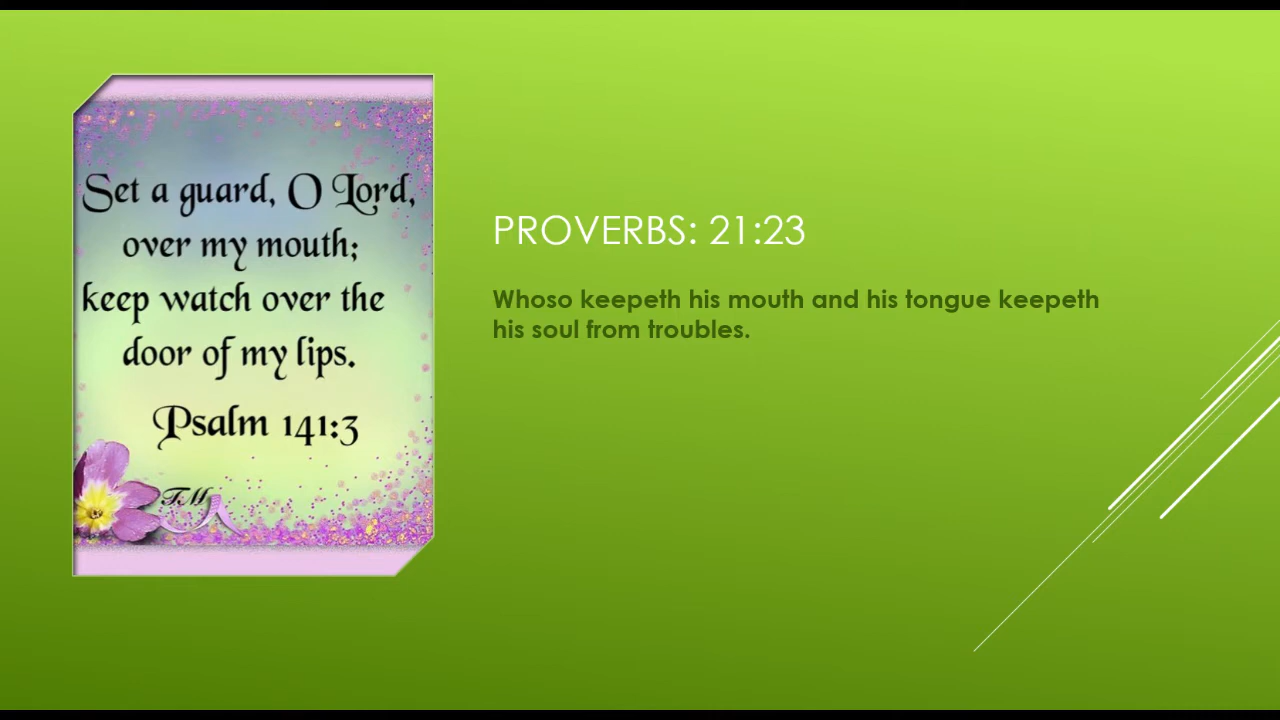 Set a guard, O Lord,
over my mouth;
keep watch over the
door of my lips.
Psalm 141:3
TM
PROVERBS: 21:23
Whoso keepeth his mouth and his tongue keepeth
his soul from troubles.